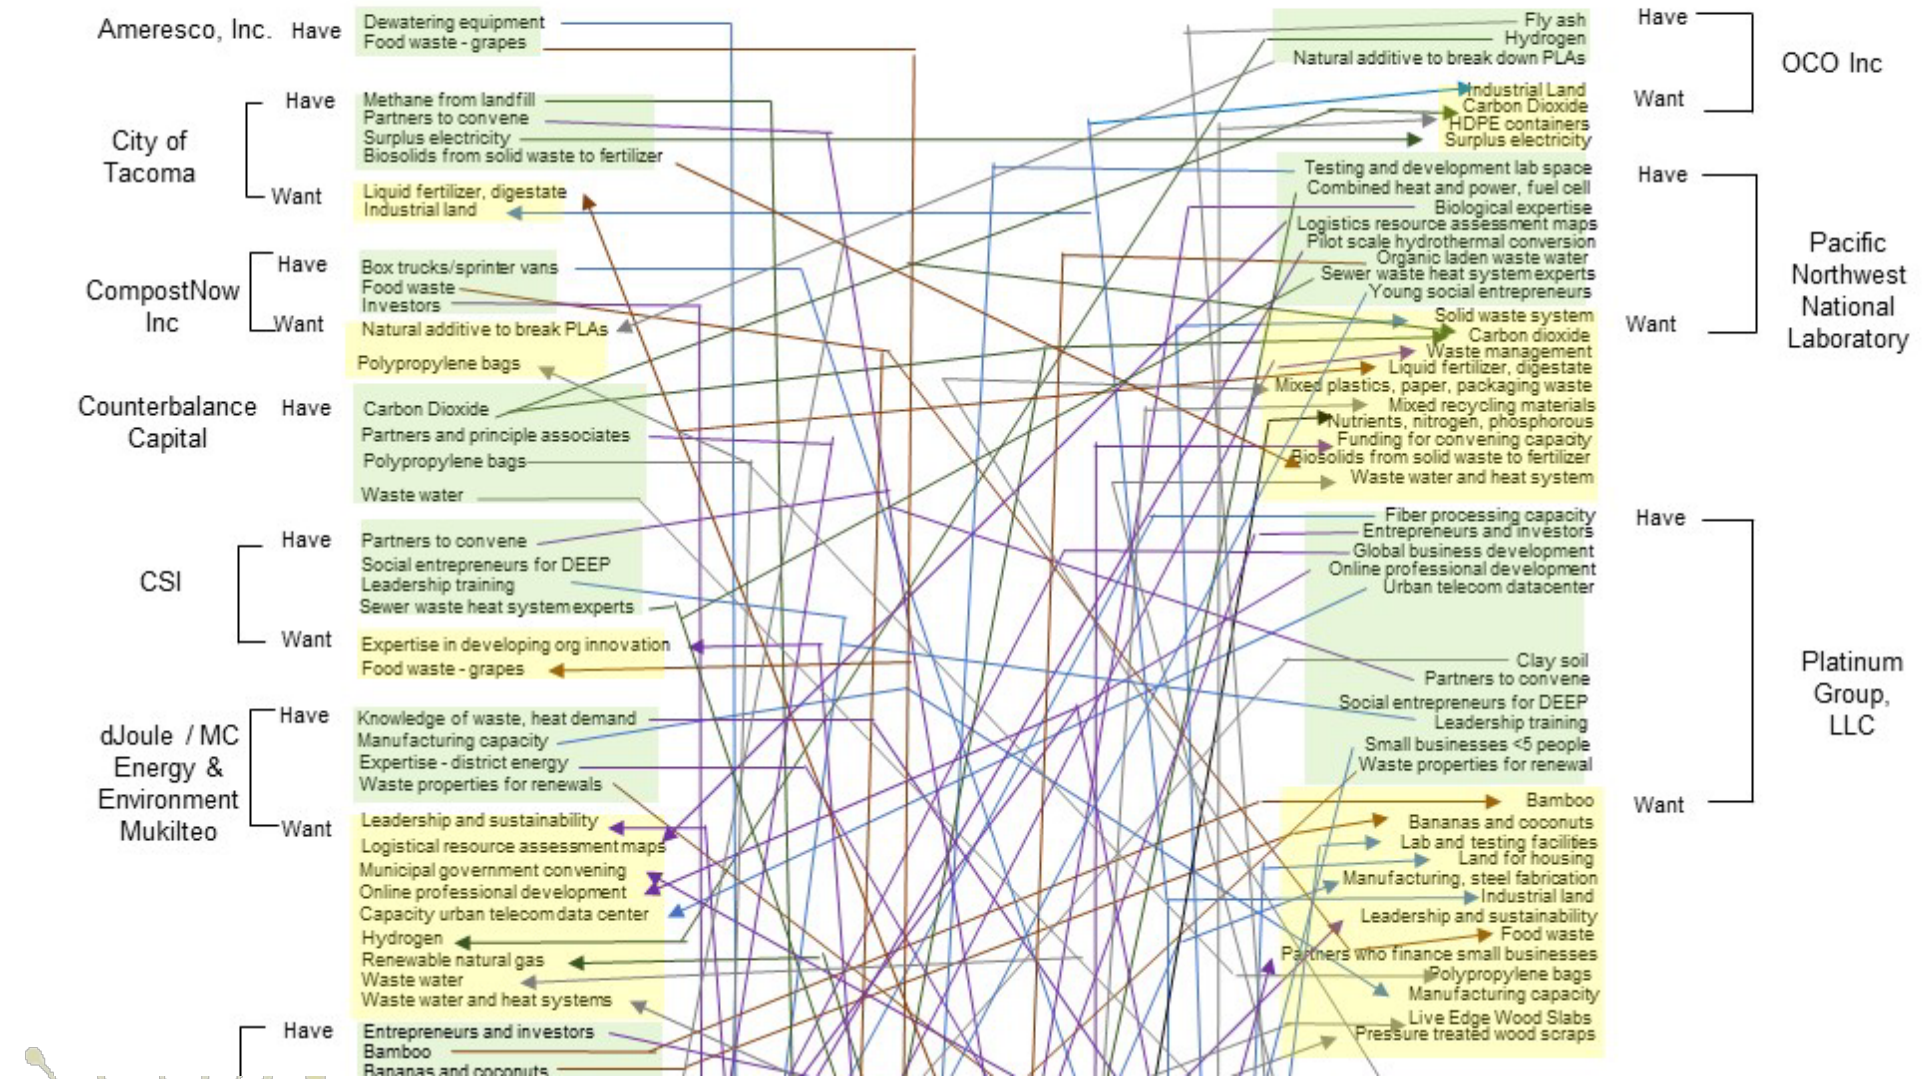 Ameresco, Inc.
Have
Dewatering equipment
Food waste - grapes
City of
Tacoma
Have
Methane from landfill
Partners to convene
Surplus electricity
Biosolids from solid waste to fertilizer
Want
Liquid fertilizer, digestate
Industrial land
CompostNow
Inc
Have
Box trucks/sprinter vans
Food waste
Investors
Want
Natural additive to break PLAs
Polypropylene bags
Counterbalance
Capital
Have
Carbon Dioxide
Partners and principle associates
Polypropylene bags
Waste water
CSI
Have
Partners to convene
Social entrepreneurs for DEEP
Leadership training
Sewer waste heat system experts
Want
Expertise in developing org innovation
Food waste - grapes
dJoule / MC
Energy &
Environment
Mukilteo
Have
Knowledge of waste, heat demand
Manufacturing capacity
Expertise - district energy
Waste properties for renewals
Want
Leadership and sustainability
Logistical resource assessment maps
Municipal government convening
Online professional development
Capacity urban telecom data center
Hydrogen
Renewable natural gas
Waste water
Waste water and heat systems
Have
Entrepreneurs and investors
Bamboo
Bananas and coconuts
Fly ash
Hydrogen
Natural additive to break down PLAs
Have
OCO Inc
Industrial Land
Carbon Dioxide
HDPE containers
Surplus electricity
Want
Testing and development lab space
Combined heat and power, fuel cell
Biological expertise
Logistics resource assessment maps
Pilot scale hydrothermal conversion
Organic laden waste water
Sewer waste heat system experts
Young social entrepreneurs
Have
Pacific
Northwest
National
Laboratory
Solid waste system
Carbon dioxide
Waste management
Liquid fertilizer, digestate
Mixed plastics, paper, packaging waste
Mixed recycling materials
Nutrients, nitrogen, phosphorous
Funding for convening capacity
Biosolids from solid waste to fertilizer
Waste water and heat system
Want
Fiber processing capacity
Entrepreneurs and investors
Global business development
Online professional development
Urban telecom datacenter
Clay soil
Partners to convene
Social entrepreneurs for DEEP
Leadership training
Small businesses <5 people
Waste properties for renewal
Have
Platinum
Group,
LLC
Bamboo
Bananas and coconuts
Lab and testing facilities
Land for housing
Manufacturing, steel fabrication
Industrial land
Leadership and sustainability
Food waste
Partners who finance small businesses
Polypropylene bags
Manufacturing capacity
Live Edge Wood Slabs
Pressure treated wood scraps
Want